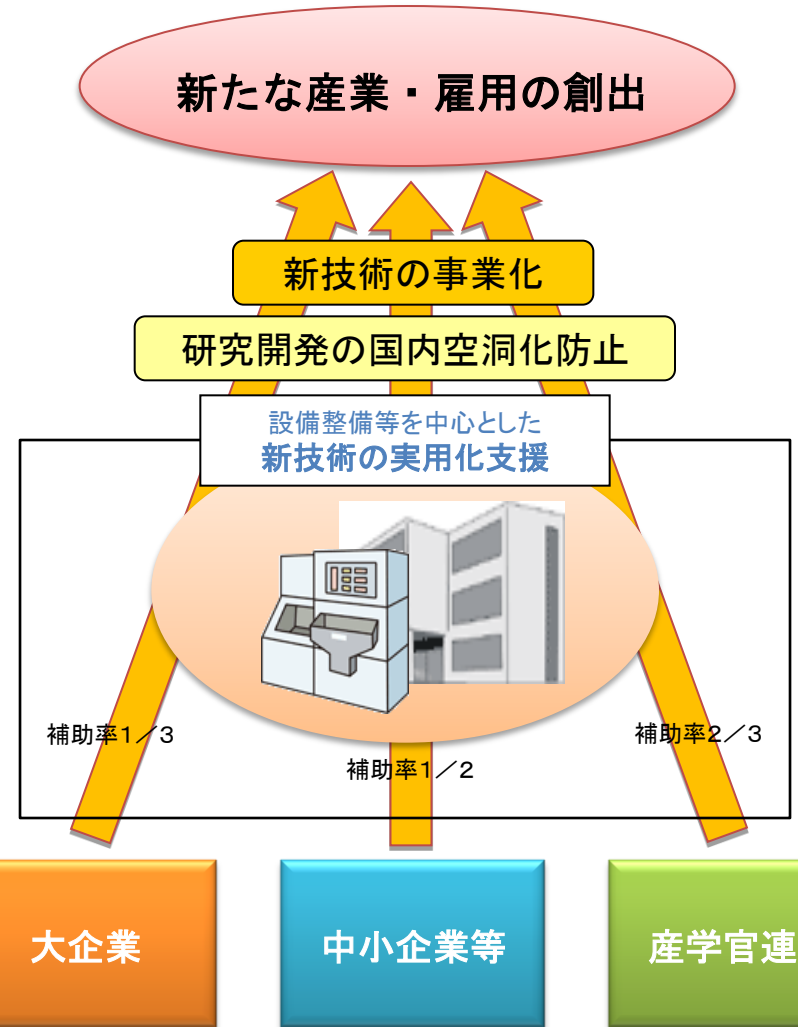 新たな産業・雇用の創出
新技術の事業化
研究開発の国内空洞化防止
設備整備等を中心とした
新技術の実用化支援
補助率１／３
補助率１／２
補助率２／３
大企業
中小企業等
産学官連